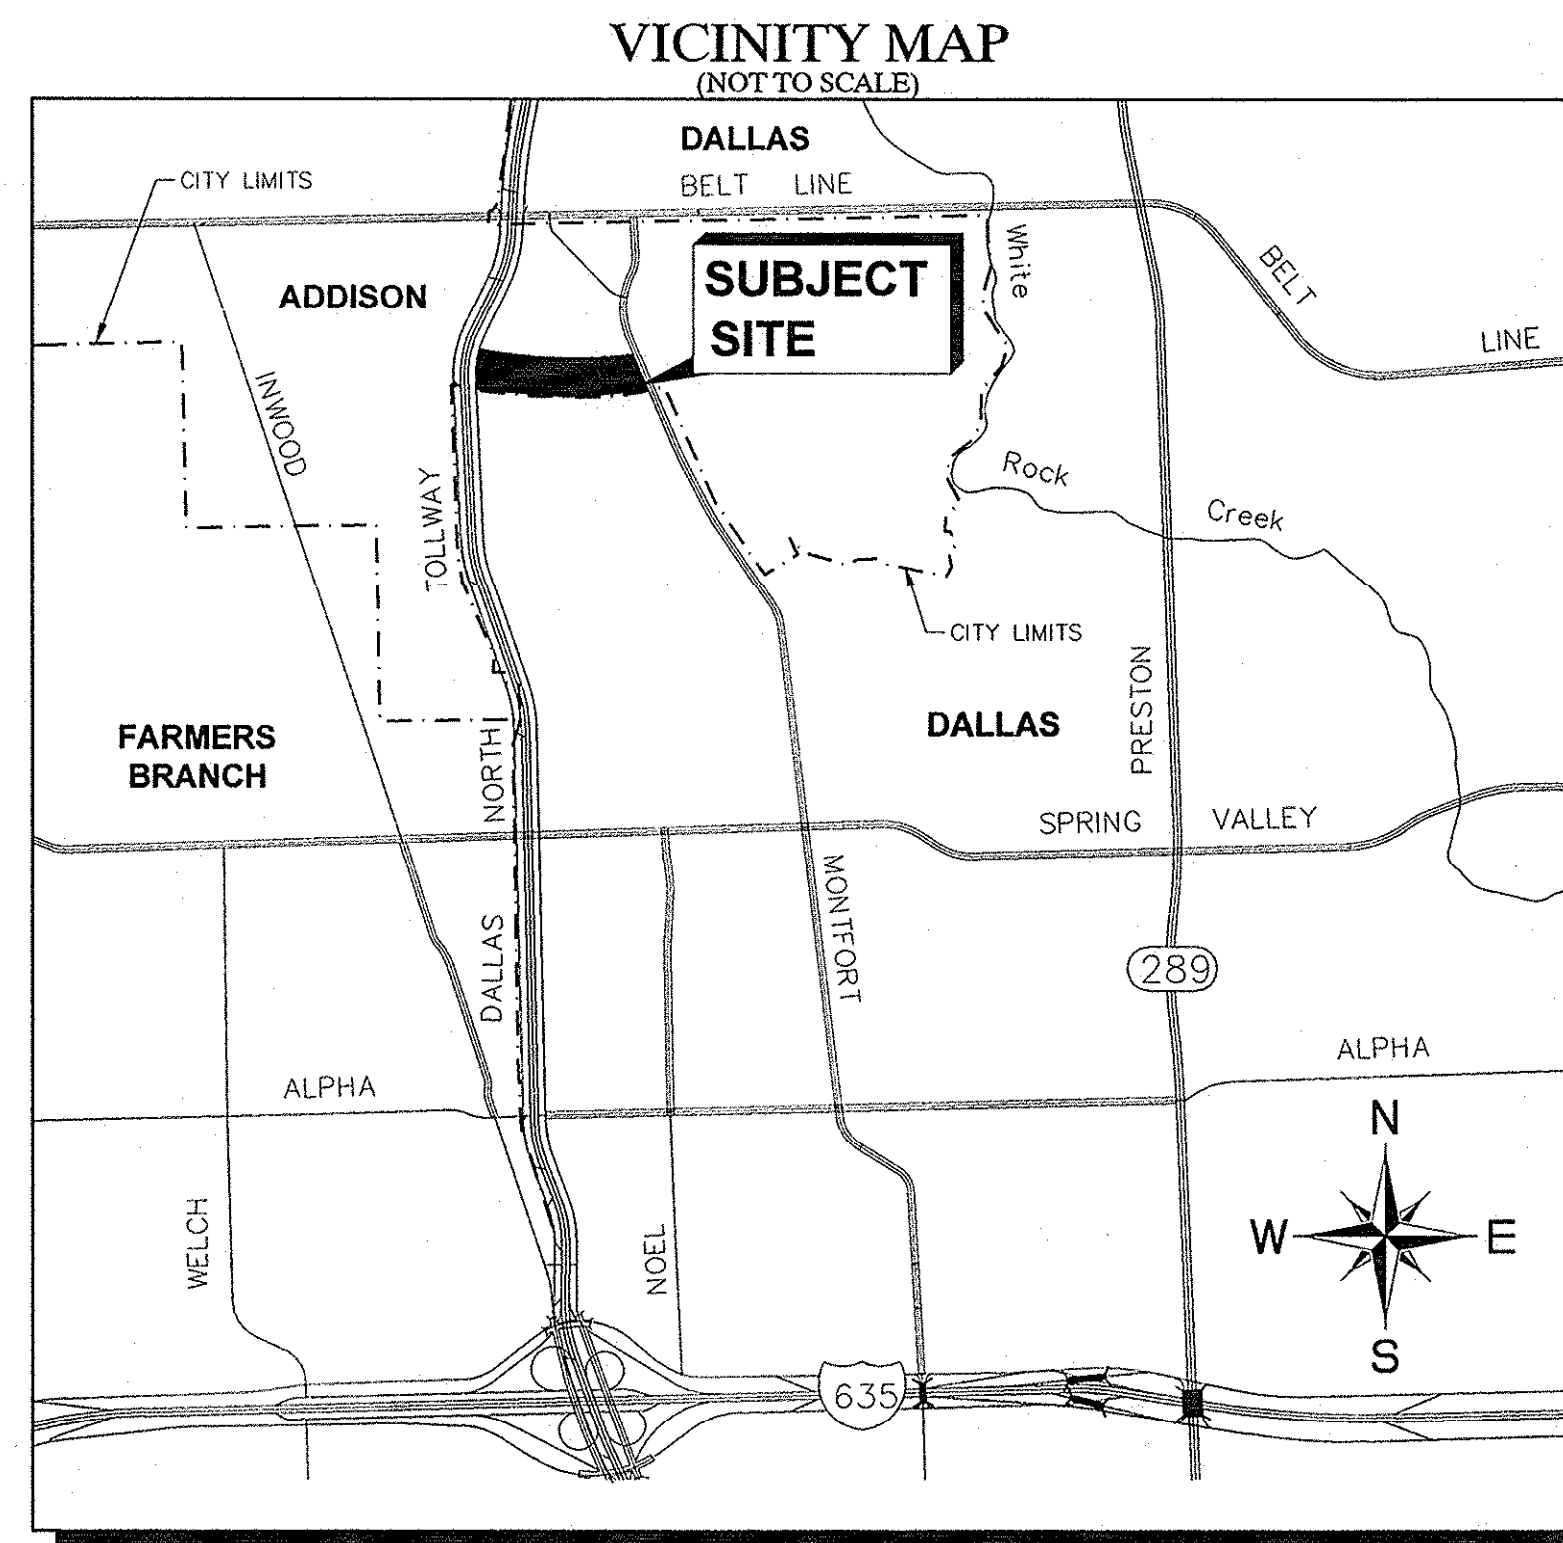 VICINITY MAP
(NOT TO SCALE)
DALLAS
CITY LIMITS
BELT LINE
White
SUBJECT
SITE
ADDISON
BELT
LINE
INWOOD
Rock
Creek
TOLLWAY
CITY LIMITS
PRESTON
DALLAS
FARMERS
BRANCH
NORTH
SPRING VALLEY
MONTFORT
DALLAS
289
ALPHA
ALPHA
N
W E
S
WELCH
NOEL
635